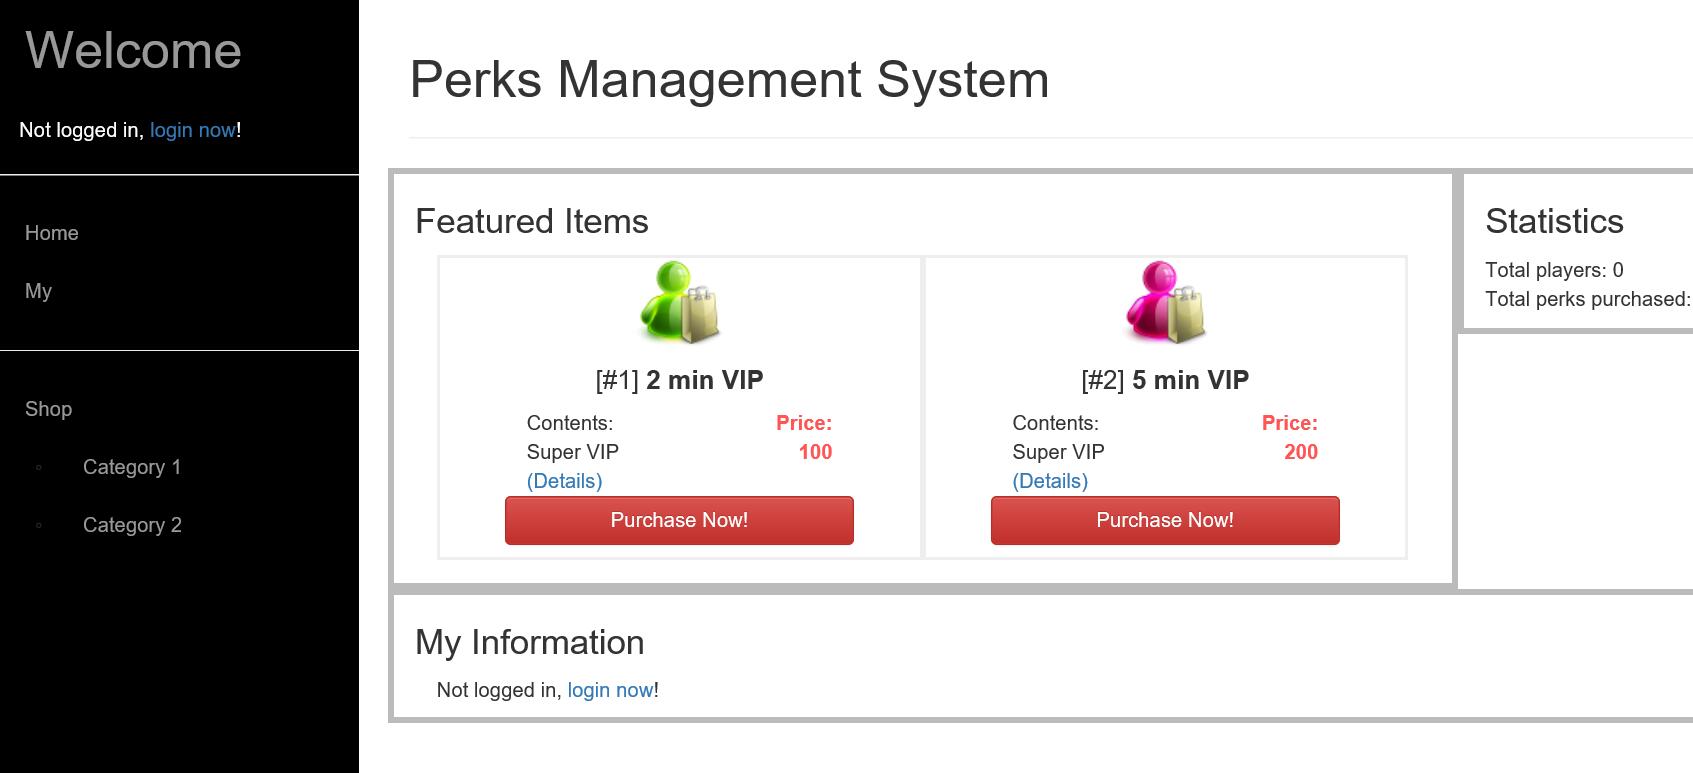 Welcome
Not logged in, login now!
Home
My
Shop
Category 1
Category 2
Perks Management System
Featured Items
[#1] 2 min VIP
Contents: Price:
Super VIP 100
(Details)
Purchase Now!
[#2] 5 min VIP
Contents: Price:
Super VIP 200
(Details)
Purchase Now!
Statistics
Total players: 0
Total perks purchased:
My Information
Not logged in, login now!